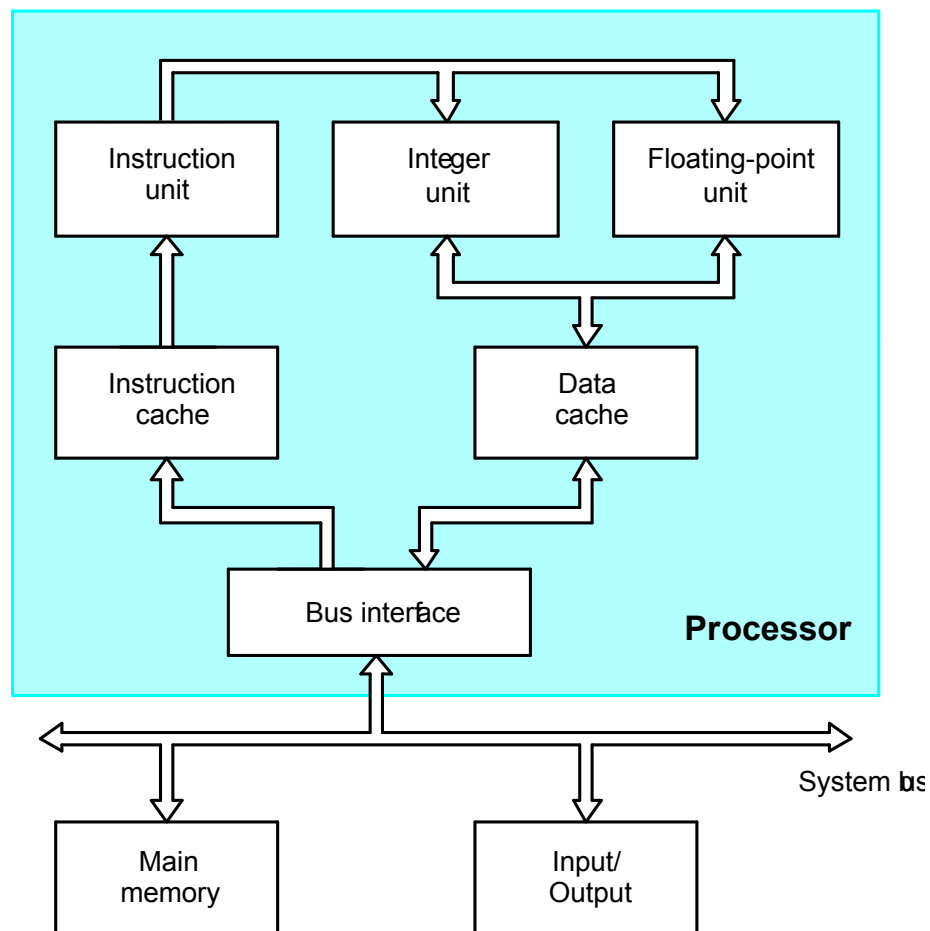 Instruction
unit
Integer
unit
Floating-point
unit
Instruction
cache
Data
cache
Bus interface
Processor
System bus
Main
memory
Input/
Output